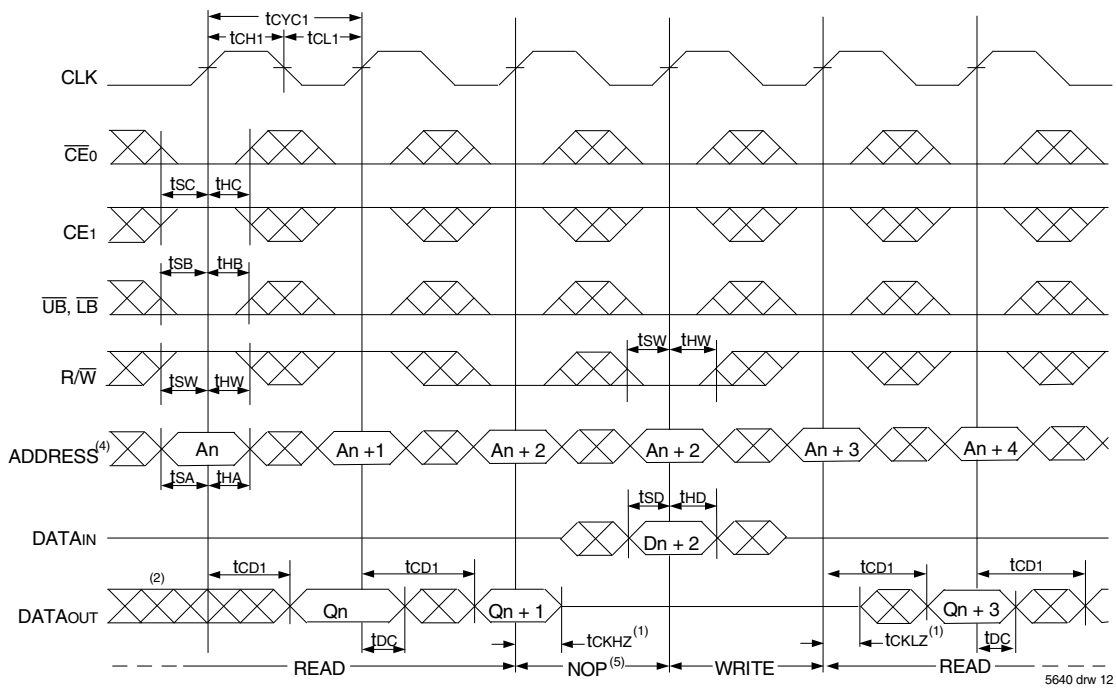 tCYC1
tCH1 tCL1
CLK
CE0
tSC tHC
CE1
tSB tHB
UB, LB
tSW tHW
R/W
tSW tHW
ADDRESS(4) An An +1 An + 2 An + 2 An + 3 An + 4
tSA tHA
tSD tHD
DATAIN Dn + 2
(2) tCD1 tCD1 tCD1 tCD1
DATAOUT Qn Qn + 1 Qn + 3
tDC tCKHZ(1) tCKLZ(1) tDC
READ NOP(5) WRITE READ
5640 drw 12